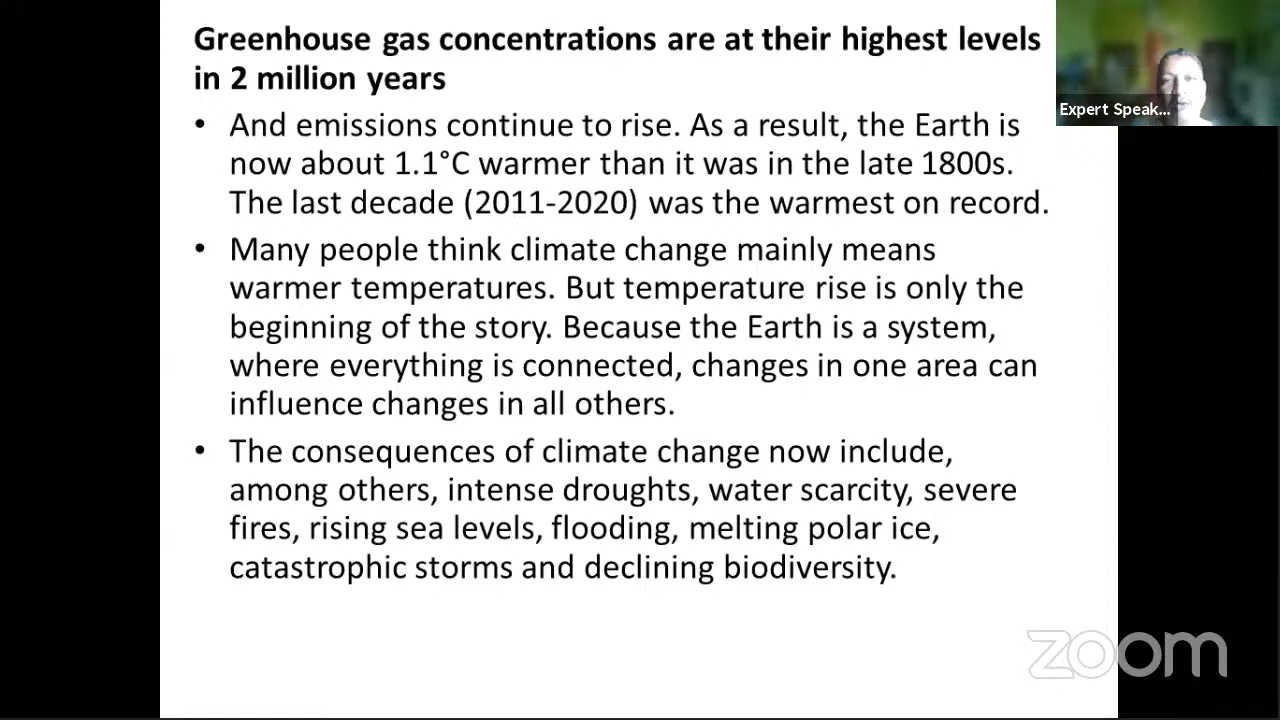 Greenhouse gas concentrations are at their highest levels
in 2 million years
• And emissions continue to rise. As a result, the Earth is
now about 1.1°C warmer than it was in the late 1800s.
The last decade (2011-2020) was the warmest on record.
• Many people think climate change mainly means
warmer temperatures. But temperature rise is only the
beginning of the story. Because the Earth is a system,
where everything is connected, changes in one area can
influence changes in all others.
• The consequences of climate change now include,
among others, intense droughts, water scarcity, severe
fires, rising sea levels, flooding, melting polar ice,
catastrophic storms and declining biodiversity.
Expert Speak...
zoom